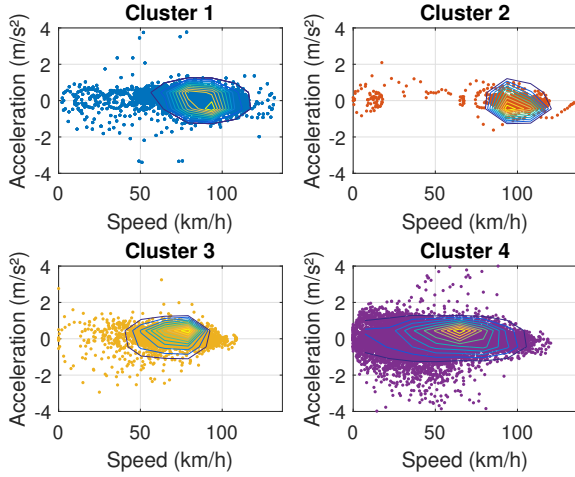 Cluster 1
Cluster 2
Acceleration (m/s²)
4
2
0
-2
-4
0
50
100
Speed (km/h)
Acceleration (m/s²)
4
2
0
-2
-4
0
50
100
Speed (km/h)
Cluster 3
Cluster 4
Acceleration (m/s²)
4
2
0
-2
-4
0
50
100
Speed (km/h)
Acceleration (m/s²)
4
2
0
-2
-4
0
50
100
Speed (km/h)